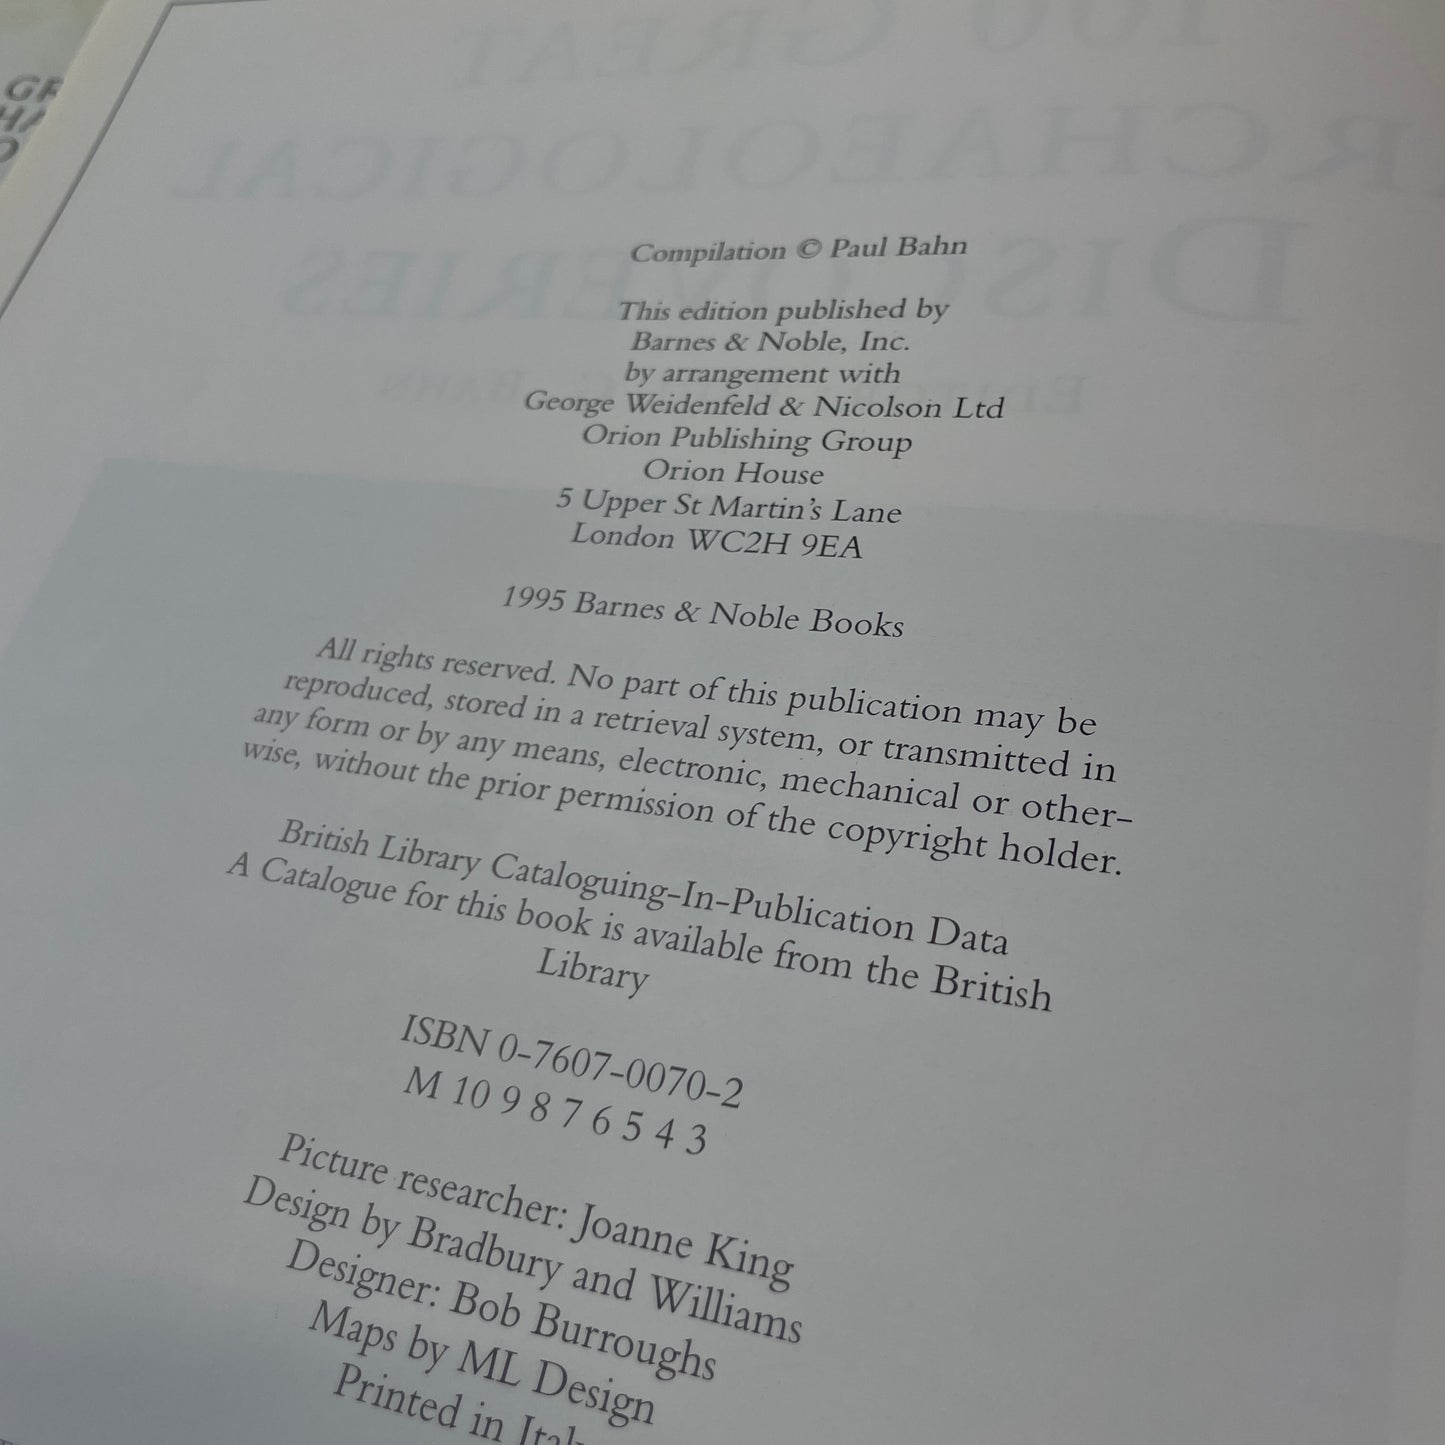 Compilation © Paul Bahn
This edition published by
Barnes & Noble, Inc.
by arrangement with
George Weidenfeld & Nicolson Ltd
Orion Publishing Group
Orion House
5 Upper St Martin's Lane
London WC2H 9EA
1995 Barnes & Noble Books
All rights reserved. No part of this publication may be
reproduced, stored in a retrieval system, or transmitted in
any form or by any means, electronic, mechanical or other-
wise, without the prior permission of the copyright holder.
British Library Cataloguing-In-Publication Data
A Catalogue for this book is available from the British
Library
ISBN 0-7607-0070-2
M 10 9 8 7 6 5 4 3
Picture researcher: Joanne King
Design by Bradbury and Williams
Designer: Bob Burroughs
Maps by ML Design
Printed in